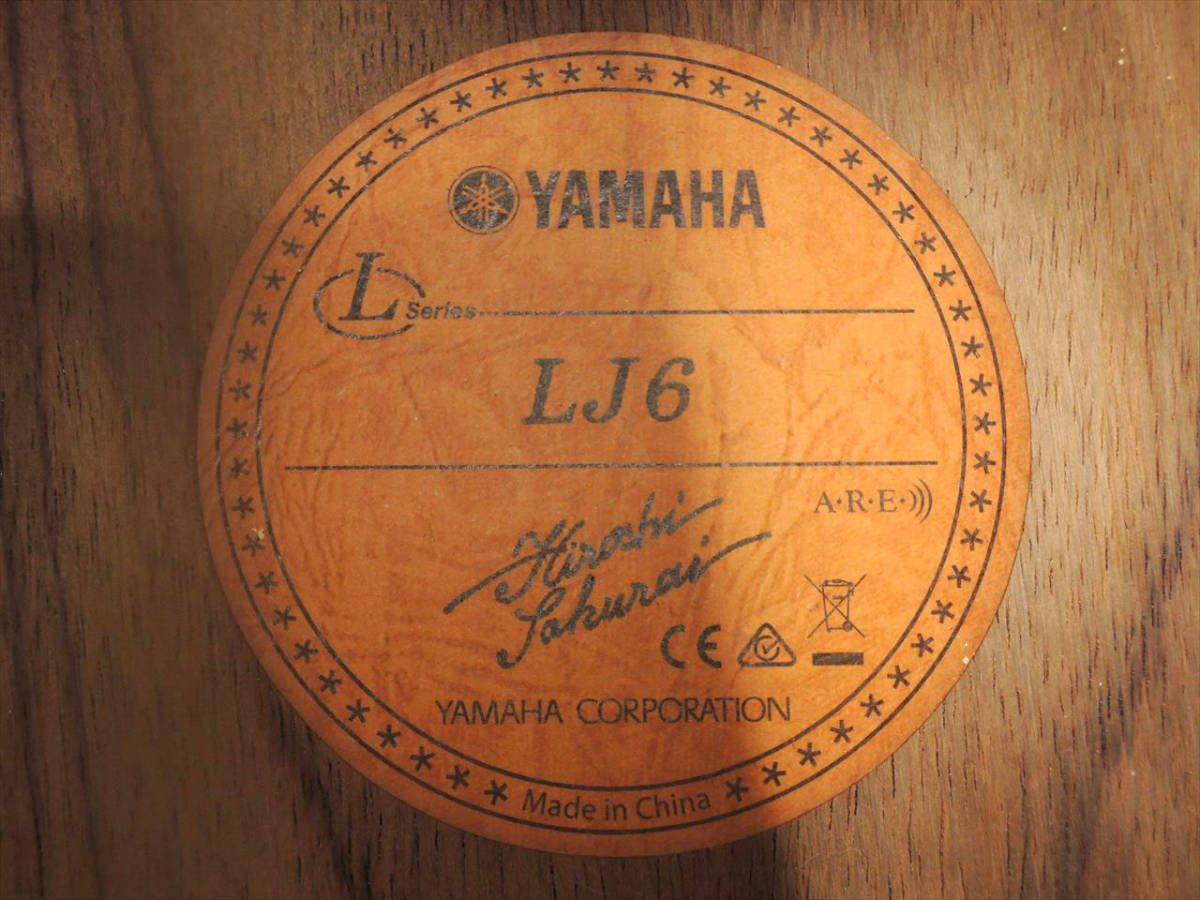 YAMAHA
L Series
LJ6
A·R·E·
Hiroshi
Sakurai
CE
YAMAHA CORPORATION
Made in China